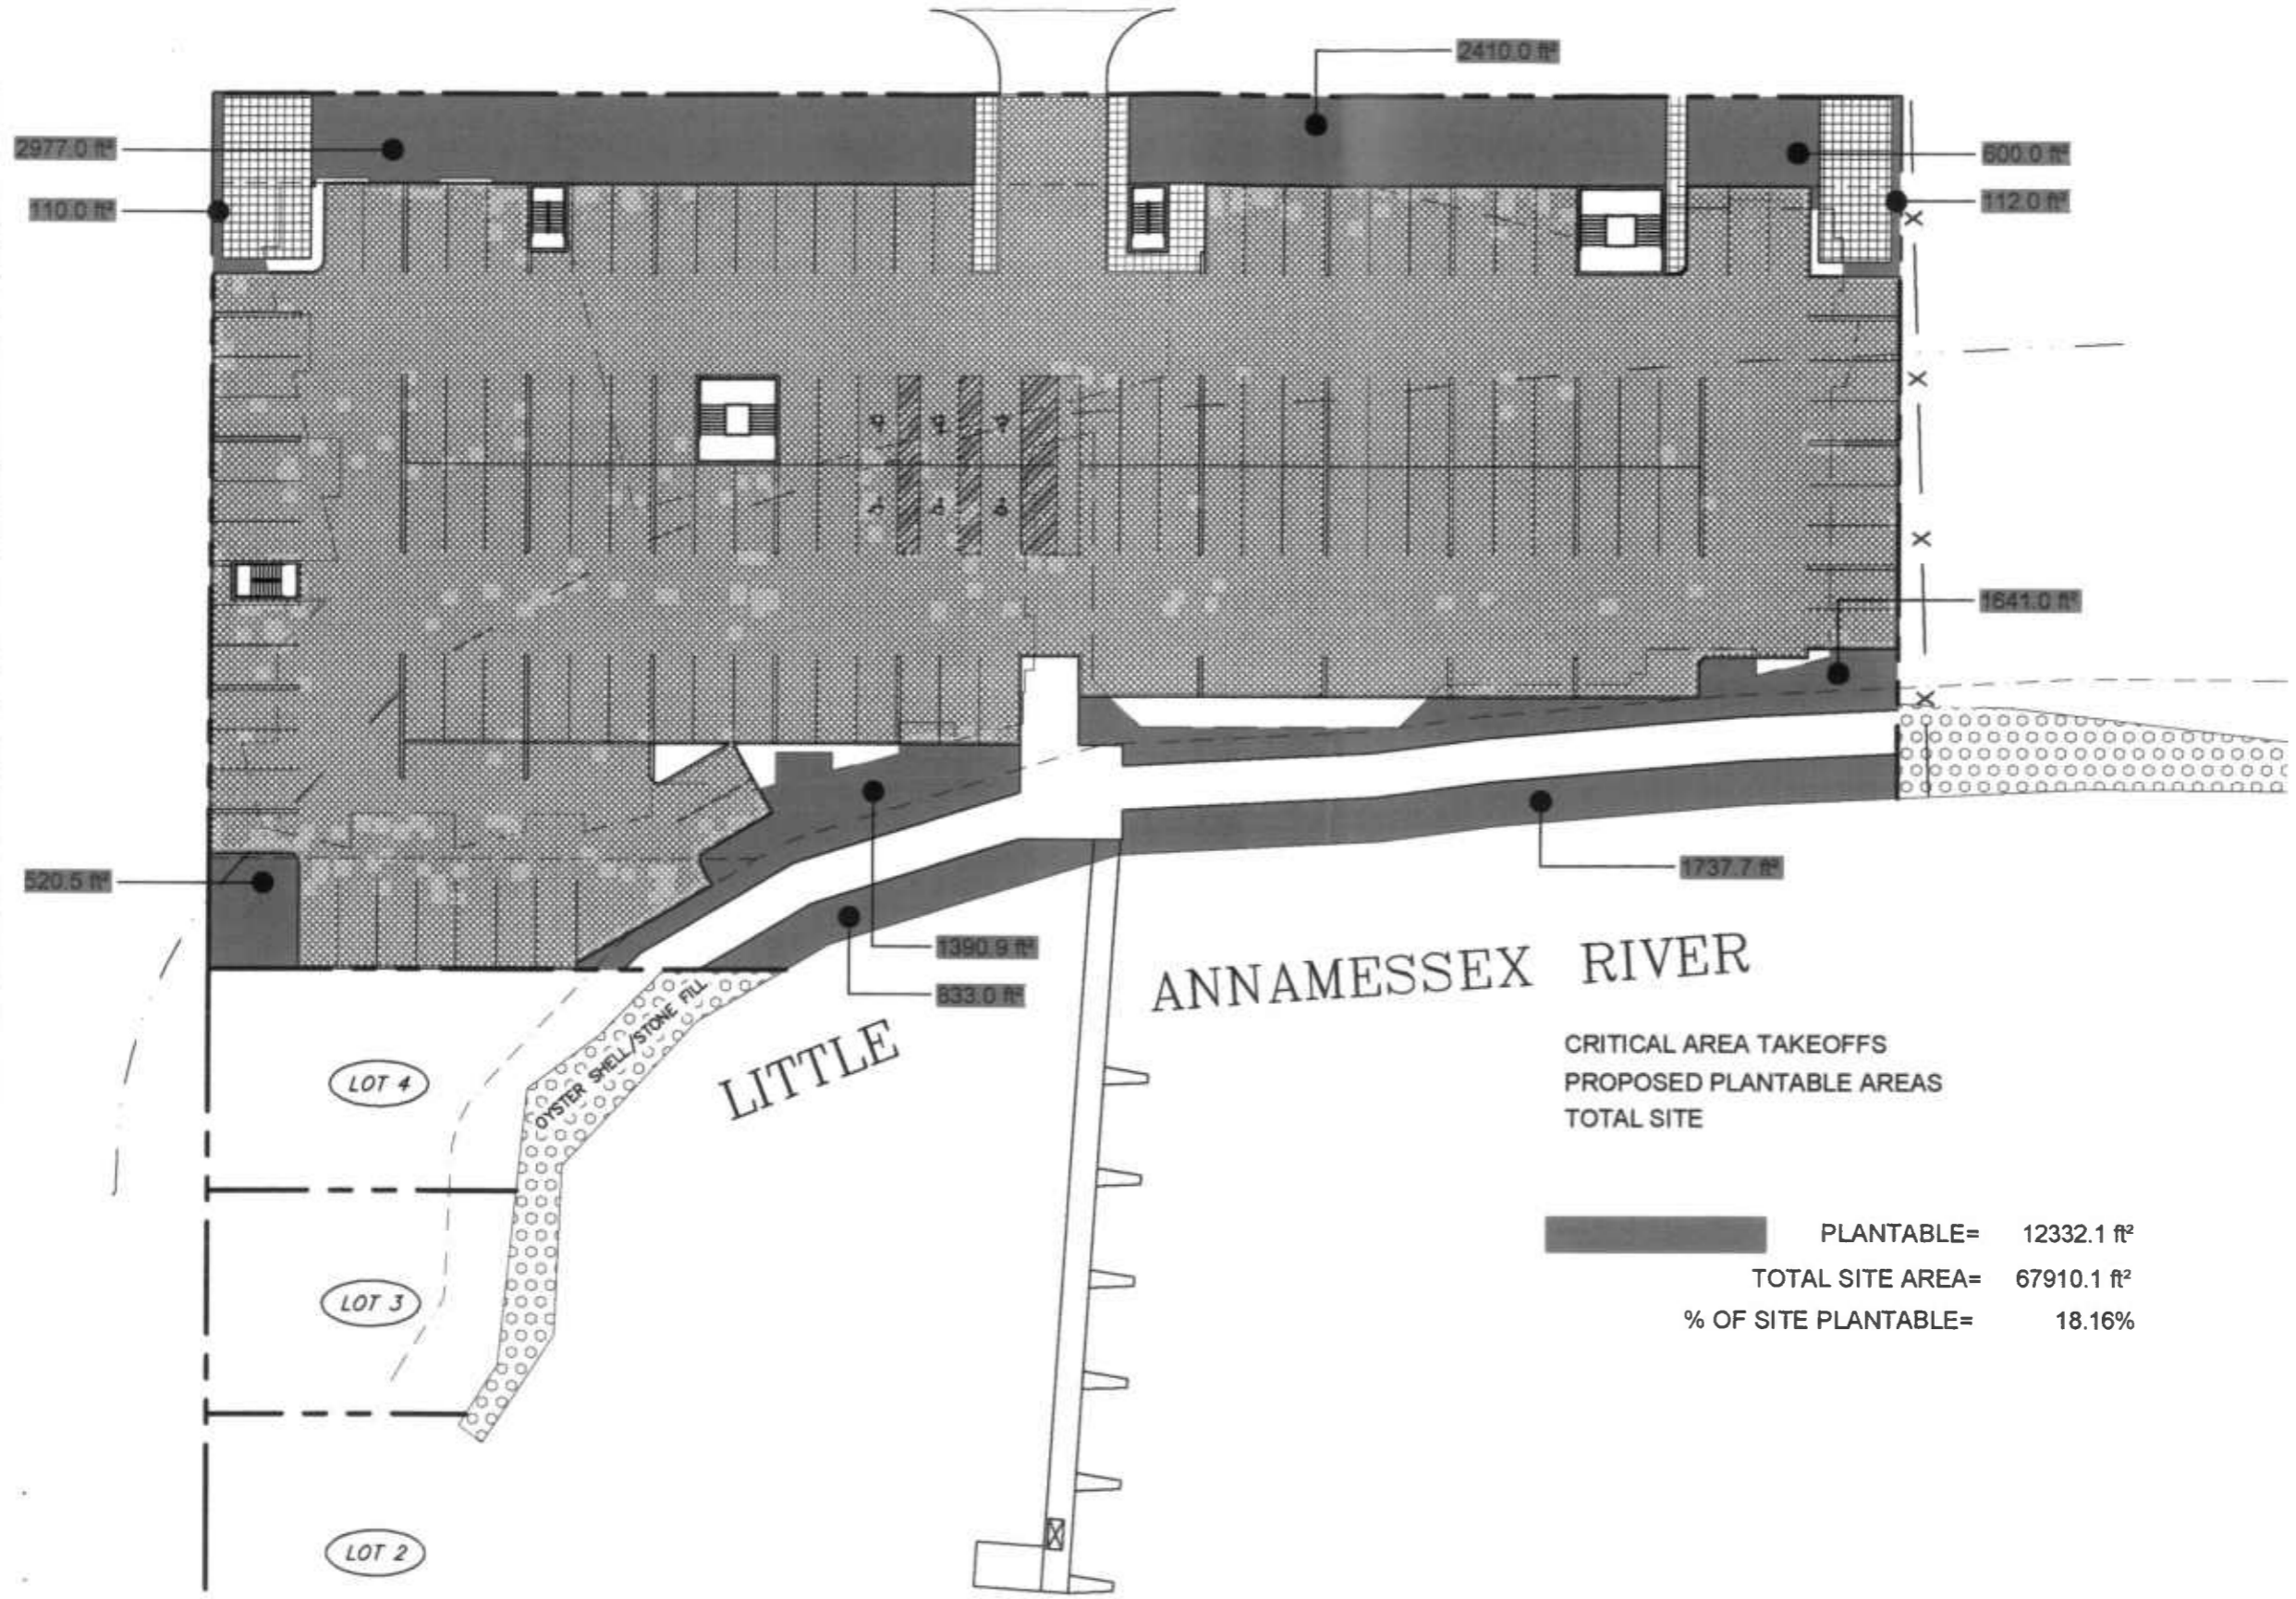 2410.0 ft²
2977.0 ft²
600.0 ft²
110.0 ft²
112.0 ft²
1641.0 ft²
520.5 ft²
1737.7 ft²
1390.9 ft²
833.0 ft²
LITTLE ANNAMESSEX RIVER
OYSTER SHELL/STONE FILL
CRITICAL AREA TAKEOFFS
PROPOSED PLANTABLE AREAS
TOTAL SITE
LOT 4
PLANTABLE= 12332.1 ft²
TOTAL SITE AREA= 67910.1 ft²
% OF SITE PLANTABLE= 18.16%
LOT 3
LOT 2